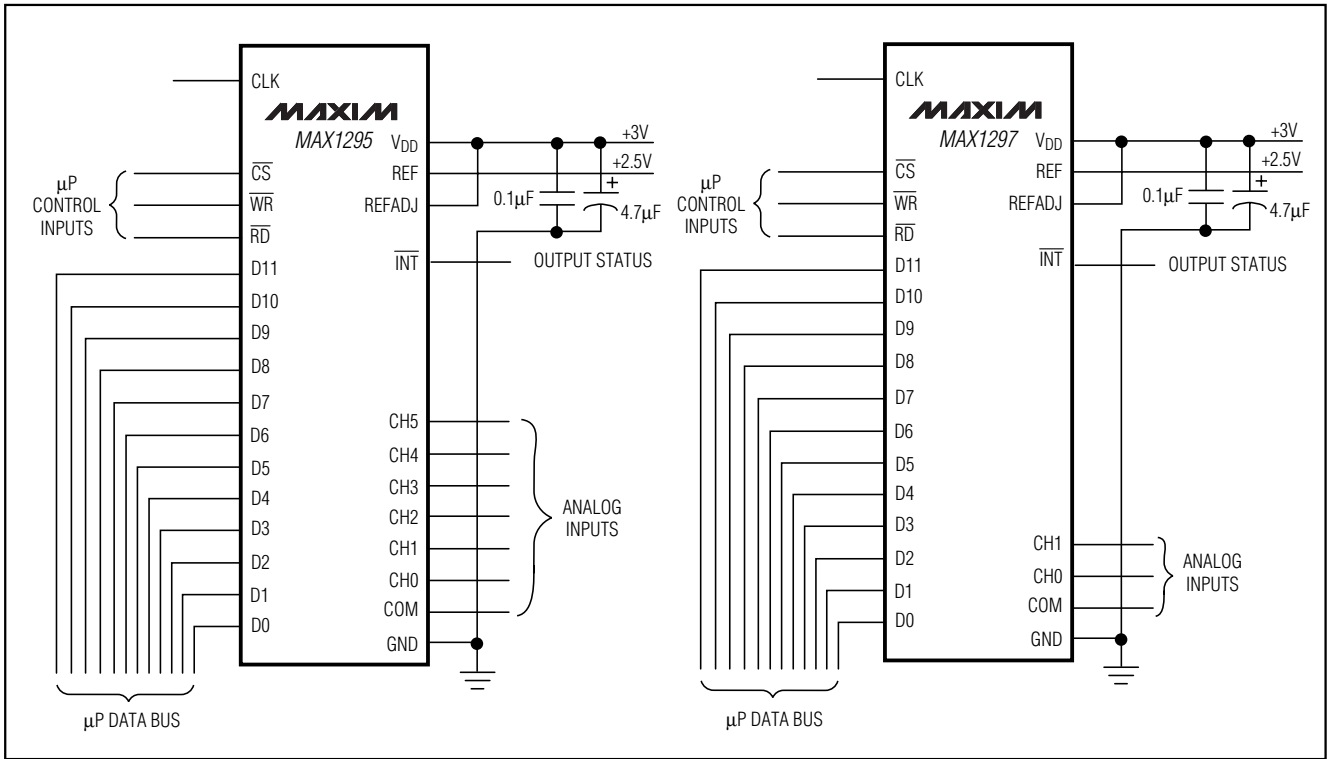 CLK
MAXIM
MAX1295
VDD
+3V
REF
+2.5V
REFADJ
0.1µF
+
4.7µF
CS
WR
RD
µP
CONTROL
INPUTS
INT
OUTPUT STATUS
D11
D10
D9
D8
D7
D6
D5
D4
D3
D2
D1
D0
CH5
CH4
CH3
CH2
CH1
CH0
COM
GND
ANALOG
INPUTS
µP DATA BUS
CLK
MAXIM
MAX1297
VDD
+3V
REF
+2.5V
REFADJ
0.1µF
+
4.7µF
CS
WR
RD
µP
CONTROL
INPUTS
INT
OUTPUT STATUS
D11
D10
D9
D8
D7
D6
D5
D4
D3
D2
D1
D0
CH1
CH0
COM
GND
ANALOG
INPUTS
µP DATA BUS